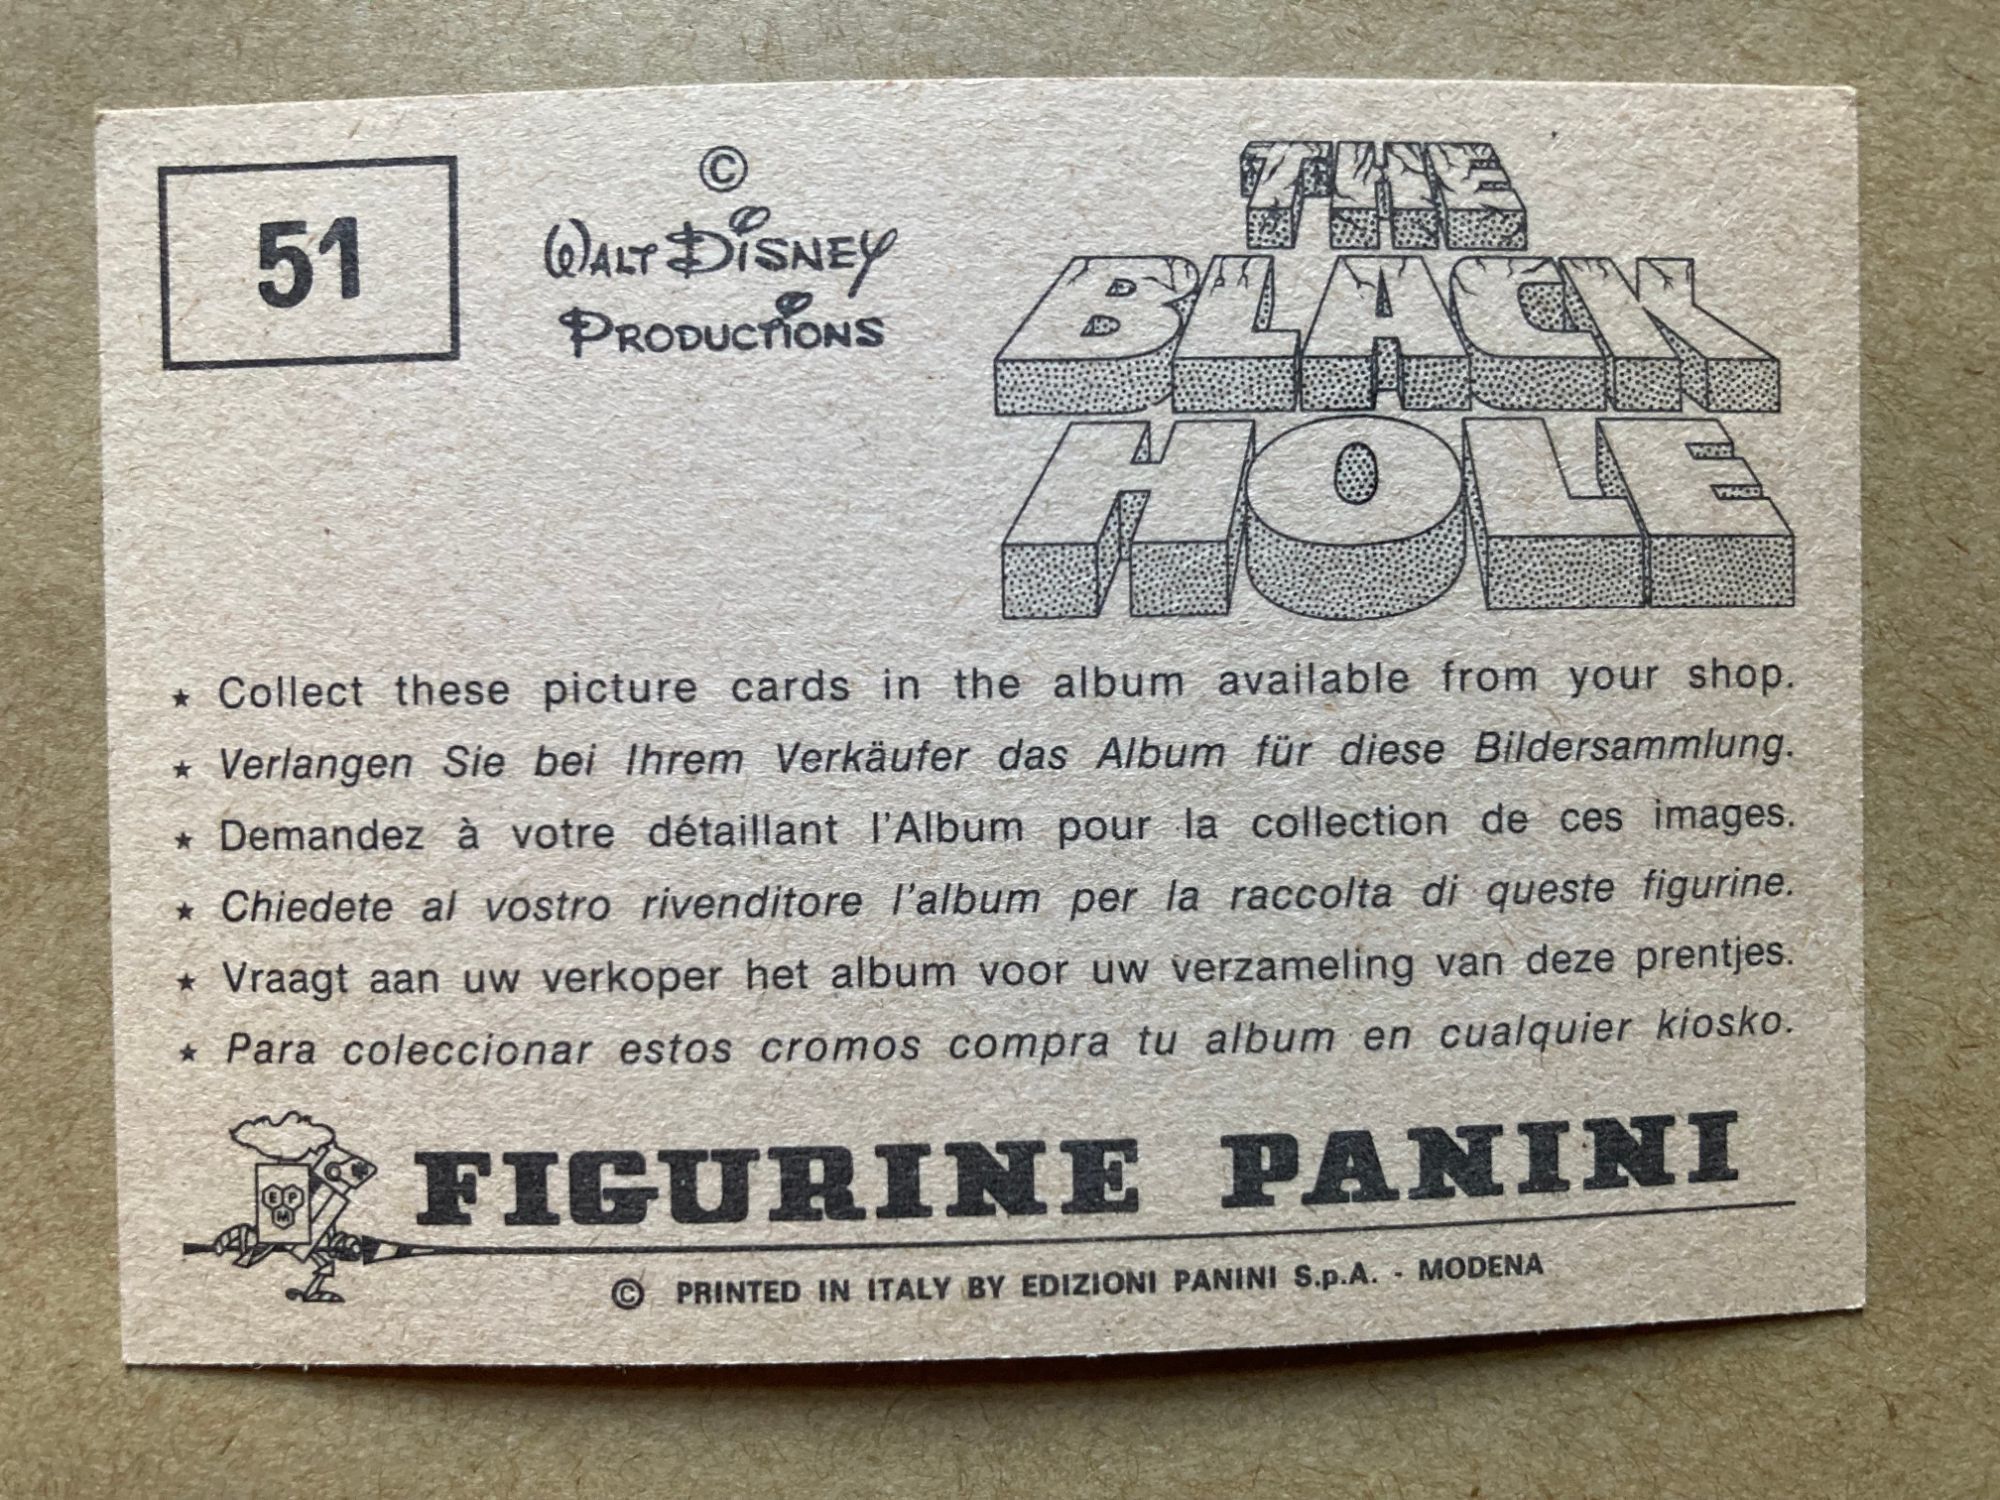 51
©
WALT DISNEY
PRODUCTIONS
THE
BLACK
HOLE
★ Collect these picture cards in the album available from your shop.
★ Verlangen Sie bei Ihrem Verkäufer das Album für diese Bildersammlung.
★ Demandez à votre détaillant l'Album pour la collection de ces images.
★ Chiedete al vostro rivenditore l'album per la raccolta di queste figurine.
★ Vraagt aan uw verkoper het album voor uw verzameling van deze prentjes.
★ Para coleccionar estos cromos compra tu album en cualquier kiosko.
EPM
FIGURINE PANINI
© PRINTED IN ITALY BY EDIZIONI PANINI S.p.A. - MODENA